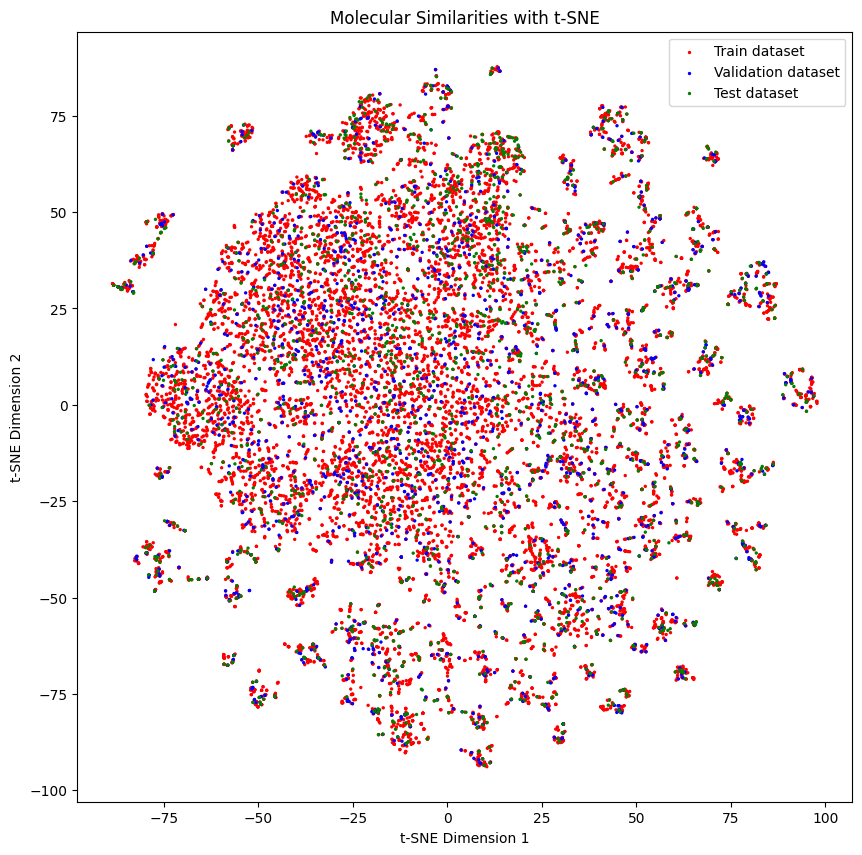 Molecular Similarities with t-SNE
Train dataset
Validation dataset
Test dataset
75
50
25
0
−25
−50
−75
−100
t-SNE Dimension 2
−75
−50
−25
0
25
50
75
100
t-SNE Dimension 1